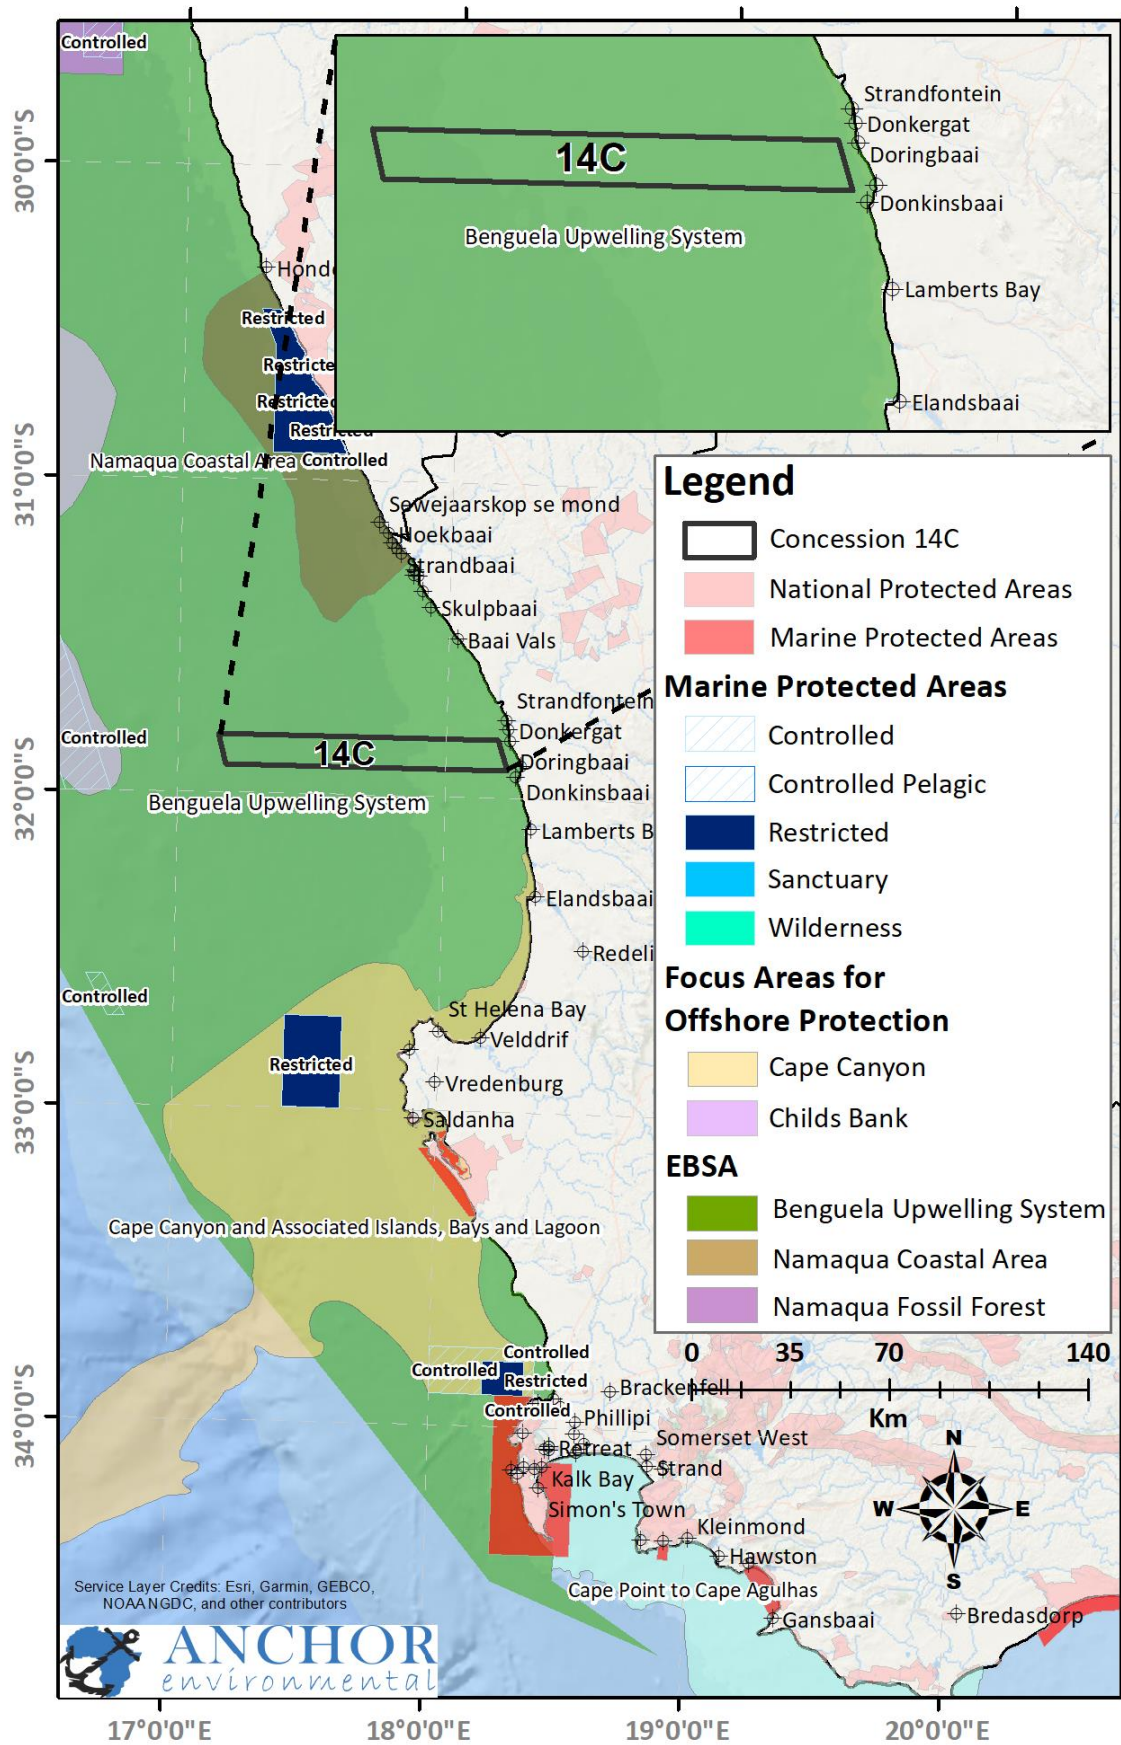 Controlled
Strandfontein
Donkergat
Doringbaai
14C
Donkinsbaai
Benguela Upwelling System
Lamberts Bay
Elandsbaai
30°0'0"S
31°0'0"S
32°0'0"S
33°0'0"S
34°0'0"S
Honde
Restricted
Restricte
Restricted
Restricted
Namaqua Coastal Area
Controlled
Sewejaarskop se mond
Hoekbaai
Strandbaai
Skulpbaai
Baai Vals
Strandfontein
Donkergat
Controlled
14C
Doringbaai
Donkinsbaai
Benguela Upwelling System
Lamberts B
Elandsbaai
Redeli
Controlled
St Helena Bay
Velddrif
Restricted
Vredenburg
Saldanha
Cape Canyon and Associated Islands, Bays and Lagoon
Controlled
Controlled
Restricted
Brackenfell
Controlled
Phillipi
Retreat
Somerset West
Strand
Kalk Bay
Simon's Town
Kleinmond
Hawston
Cape Point to Cape Agulhas
Gansbaai
Bredasdorp
Legend
Concession 14C
National Protected Areas
Marine Protected Areas
Marine Protected Areas
Controlled
Controlled Pelagic
Restricted
Sanctuary
Wilderness
Focus Areas for
Offshore Protection
Cape Canyon
Childs Bank
EBSA
Benguela Upwelling System
Namaqua Coastal Area
Namaqua Fossil Forest
0 35 70 140
Km
N
W E
S
Service Layer Credits: Esri, Garmin, GEBCO,
NOAA NGDC, and other contributors
ANCHOR
environmental
17°0'0"E 18°0'0"E 19°0'0"E 20°0'0"E